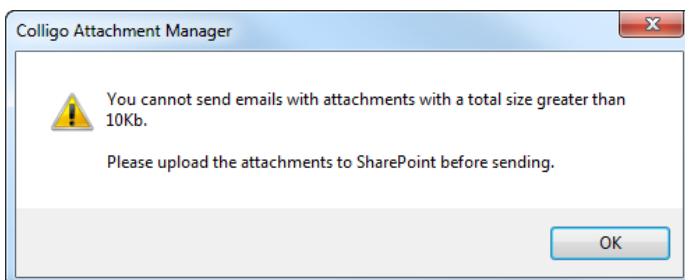 Colligo Attachment Manager
You cannot send emails with attachments with a total size greater than
10Kb.
Please upload the attachments to SharePoint before sending.
OK